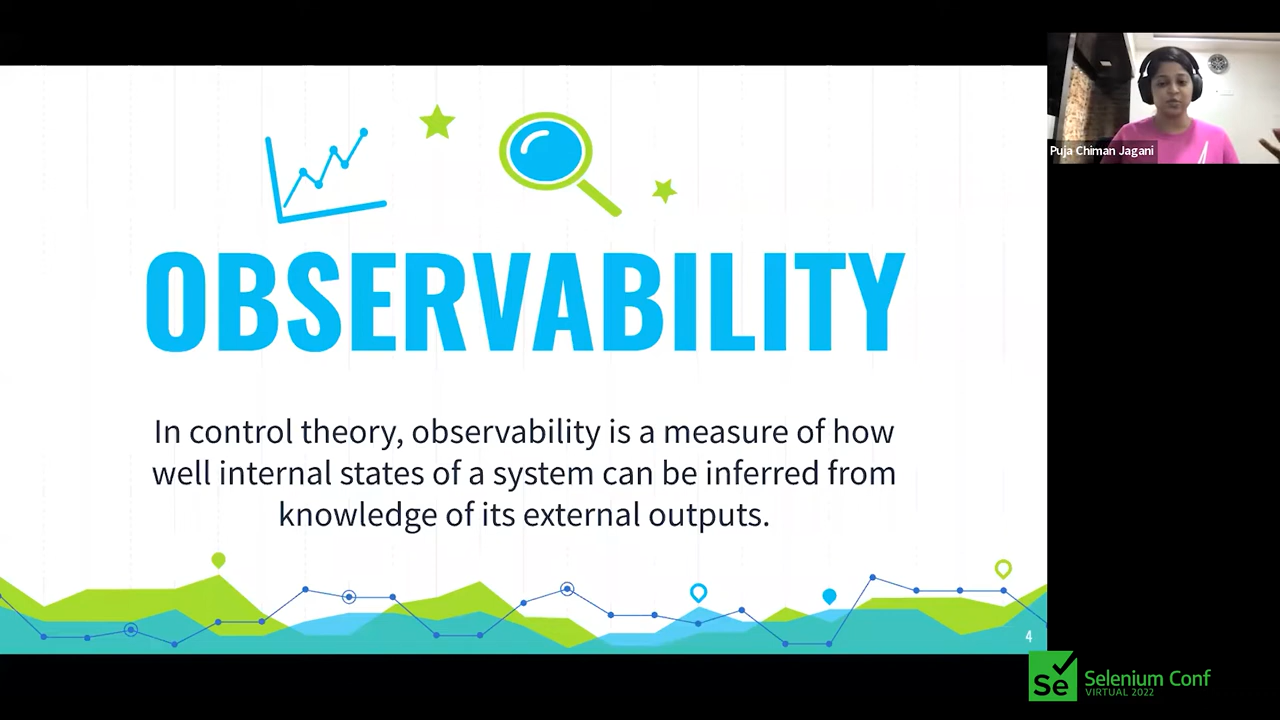 Puja Chiman Jagani
OBSERVABILITY
In control theory, observability is a measure of how
well internal states of a system can be inferred from
knowledge of its external outputs.
4
Se
Selenium Conf
VIRTUAL 2022